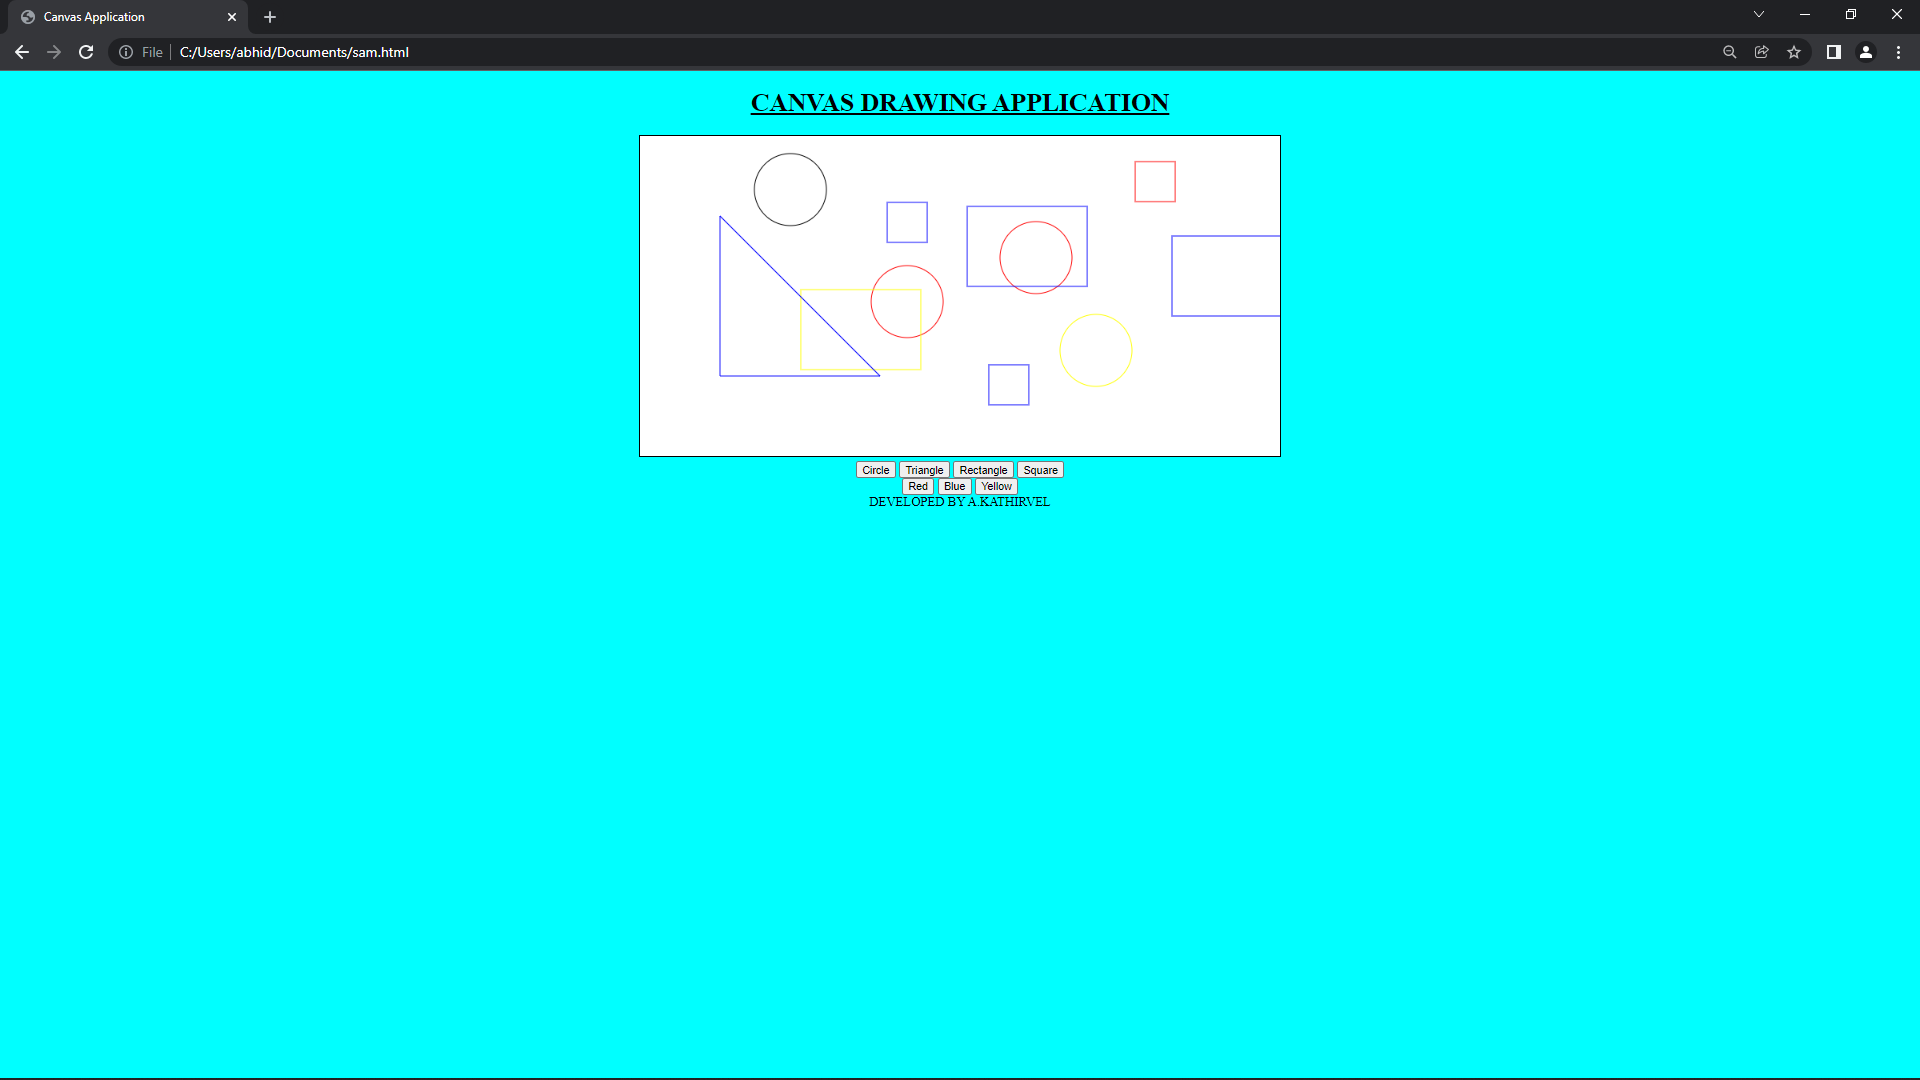 Canvas Application
File C:/Users/abhid/Documents/sam.html
CANVAS DRAWING APPLICATION
Circle Triangle Rectangle Square
Red Blue Yellow
DEVELOPED BY A.KATHIRVEL